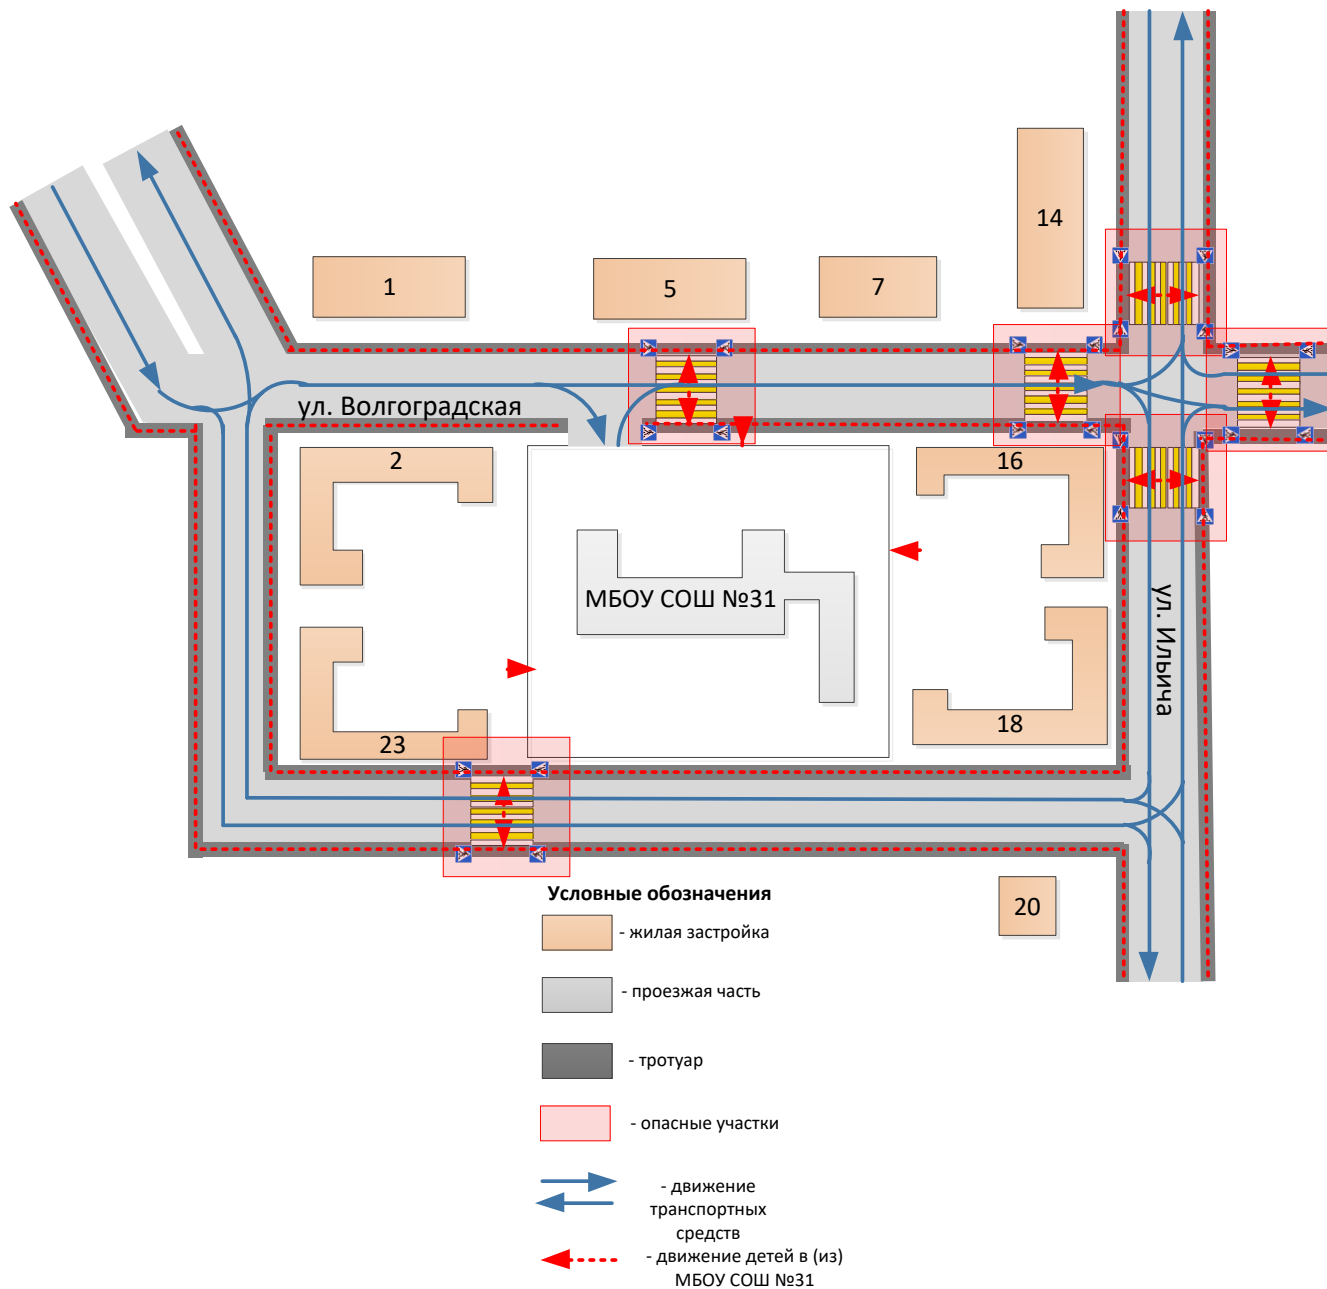 14
1
5
7
ул. Волгоградская
2
16
МБОУ СОШ №31
ул. Ильича
23
18
20
Условные обозначения
- жилая застройка
- проезжая часть
- тротуар
- опасные участки
- движение
транспортных
средств
- движение детей в (из)
МБОУ СОШ №31